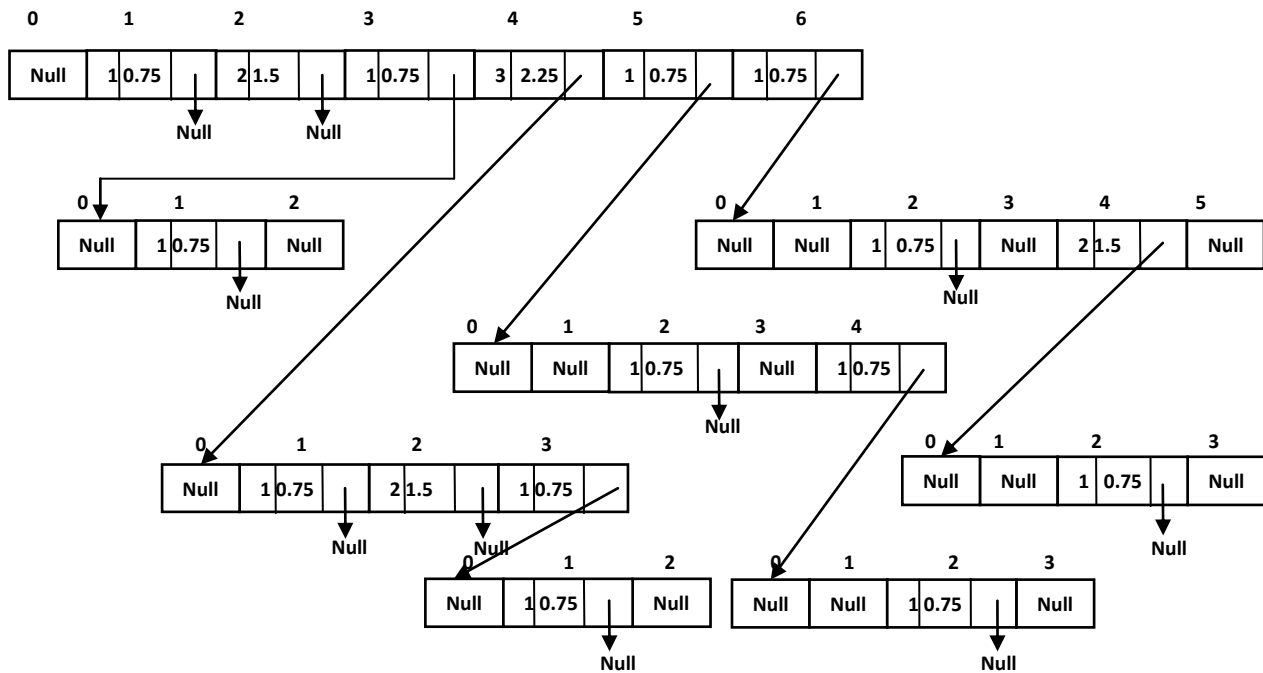 0 1 2 3 4 5 6
Null 1 0.75 2 1.5 1 0.75 3 2.25 1 0.75 1 0.75
Null Null
0 1 2
Null 1 0.75 Null
Null
0 1 2 3 4 5
Null Null 1 0.75 Null 2 1.5 Null
Null
0 1 2 3 4
Null Null 1 0.75 Null 1 0.75
Null
0 1 2 3
Null 1 0.75 2 1.5 1 0.75
Null Null
0 1 2 3
Null Null 1 0.75 Null
Null
0 1 2
Null 1 0.75 Null
Null
0 1 2 3
Null Null 1 0.75 Null
Null